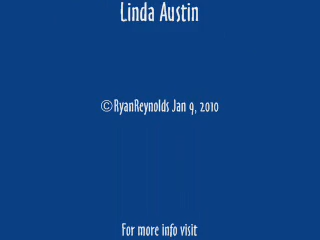 Linda Austin
©RyanReynolds Jan 9, 2010
For more info visit